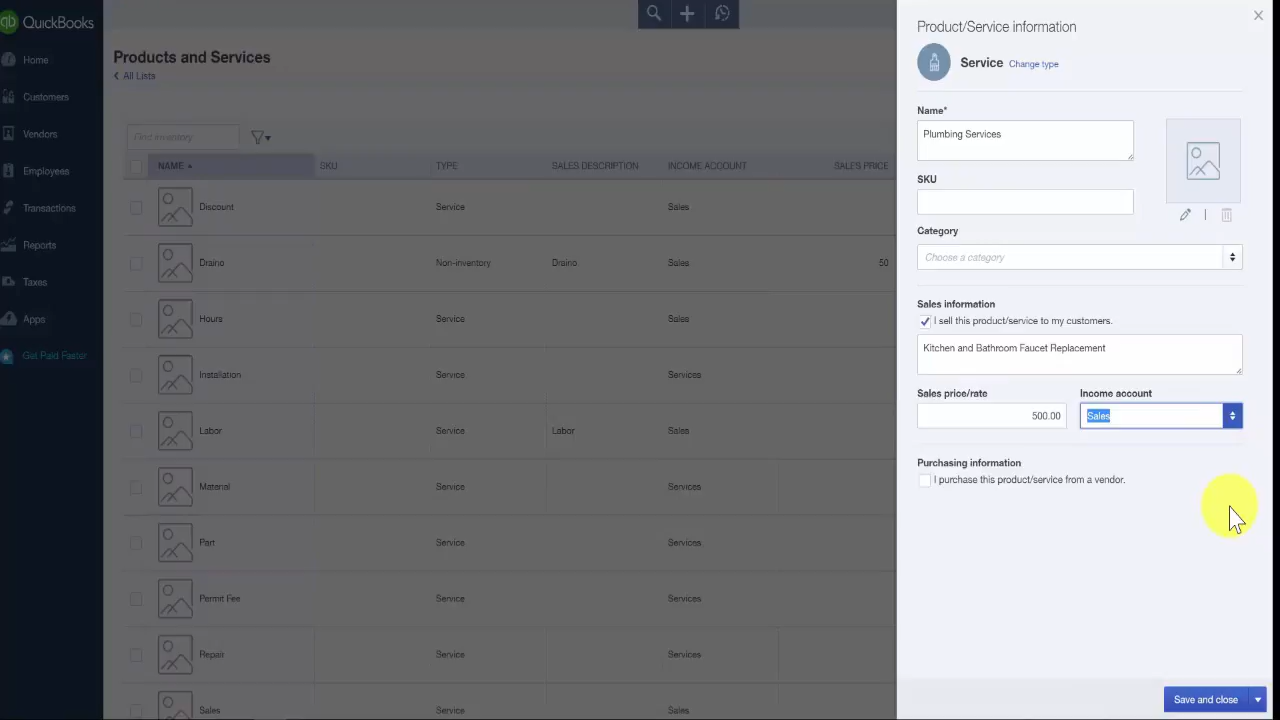 QuickBooks
Home
Customers
Vendors
Employees
Transactions
Reports
Taxes
Apps
Get Paid Faster
Products and Services
All Lists
Find Inventory
NAME SKU TYPE SALES DESCRIPTION INCOME ACCOUNT SALES PRICE
Discount Service Sales
Draino Non-inventory Draino Sales 50
Hours Service Sales
Installation Service Services
Labor Service Labor Sales
Material Service Services
Part Service Services
Permit Fee Service Services
Repair Service Services
Sales Service Services
Product/Service information
Service Change type
Name*
Plumbing Services
SKU
Category
Choose a category
Sales information
I sell this product/service to my customers.
Kitchen and Bathroom Faucet Replacement
Sales price/rate Income account
500.00 Sales
Purchasing information
I purchase this product/service from a vendor.
Save and close